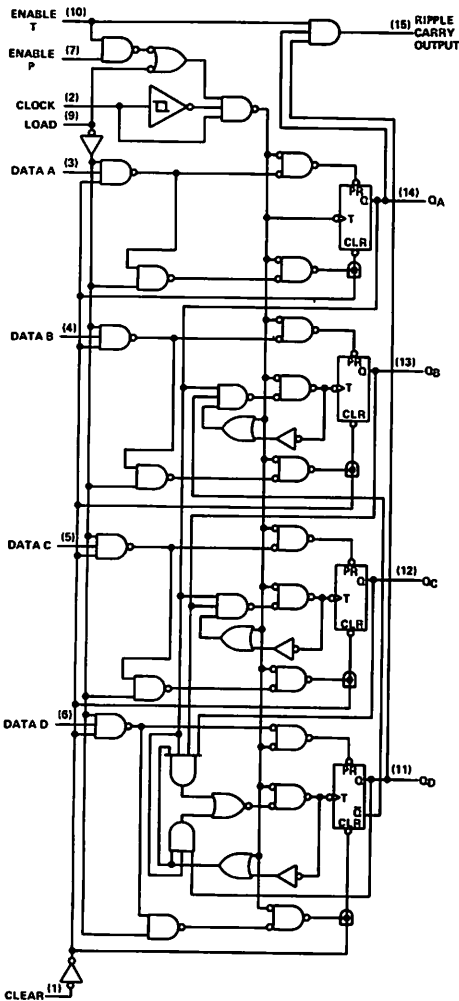 ENABLE T (10)
(15) RIPPLE CARRY OUTPUT
ENABLE P (7)
CLOCK (2)
LOAD (9)
DATA A (3)
PR
Q (14) QA
T
CLR
DATA B (4)
PR
Q (13) QB
T
CLR
DATA C (5)
PR
Q (12) QC
T
CLR
DATA D (6)
PR
Q (11) QD
T
Q̅
CLR
CLEAR (1)